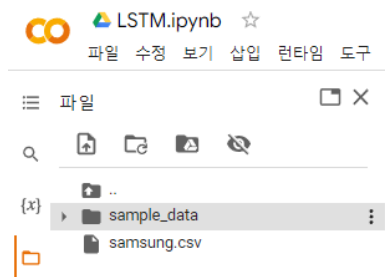 CO LSTM.ipynb
파일 수정 보기 삽입 런타임 도구
파일
..
{x}
sample_data
samsung.csv